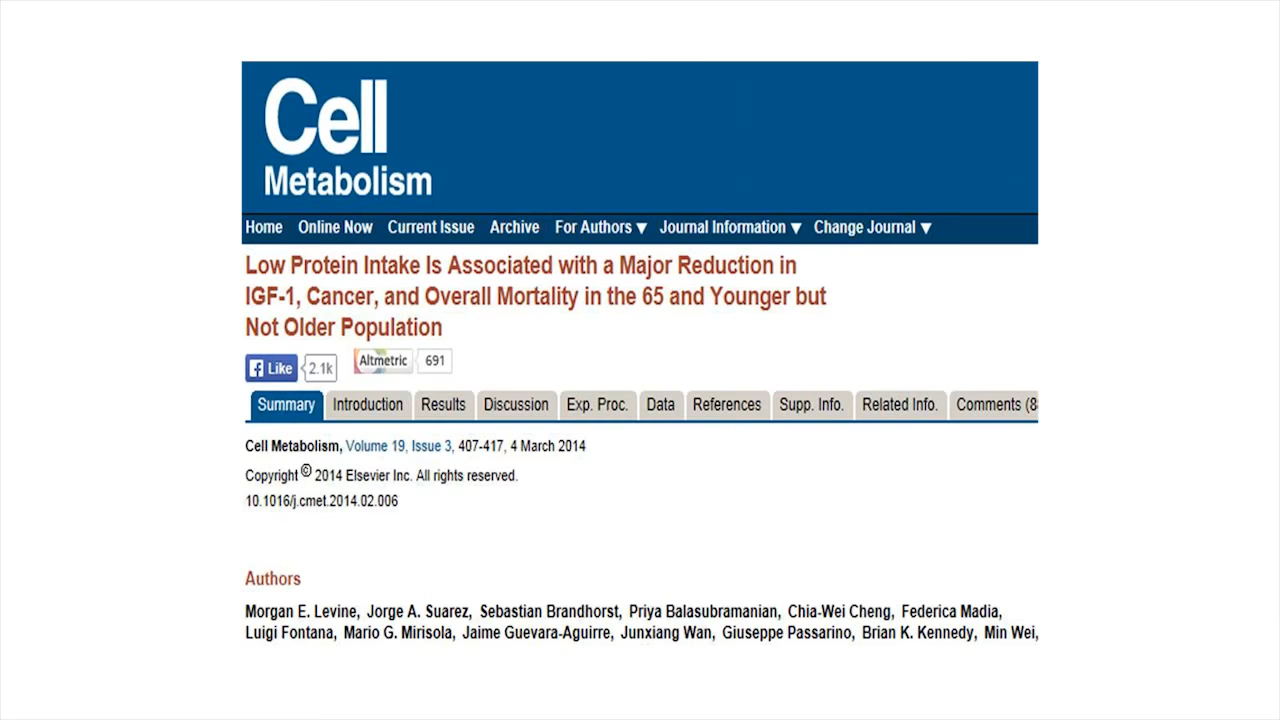 Cell
Metabolism
Home Online Now Current Issue Archive For Authors ▼ Journal Information ▼ Change Journal ▼
Low Protein Intake Is Associated with a Major Reduction in
IGF-1, Cancer, and Overall Mortality in the 65 and Younger but
Not Older Population
Like 2.1k Altmetric 691
Summary Introduction Results Discussion Exp. Proc. Data References Supp. Info. Related Info. Comments (8
Cell Metabolism, Volume 19, Issue 3, 407-417, 4 March 2014
Copyright © 2014 Elsevier Inc. All rights reserved.
10.1016/j.cmet.2014.02.006
Authors
Morgan E. Levine, Jorge A. Suarez, Sebastian Brandhorst, Priya Balasubramanian, Chia-Wei Cheng, Federica Madia,
Luigi Fontana, Mario G. Mirisola, Jaime Guevara-Aguirre, Junxiang Wan, Giuseppe Passarino, Brian K. Kennedy, Min Wei,